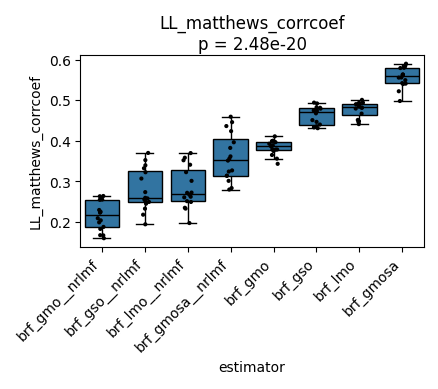 LL_matthews_corrcoef
p = 2.48e-20
LL_matthews_corrcoef
0.6
0.5
0.4
0.3
0.2
brf_gmo__nrlmf
brf_gso__nrlmf
brf_lmo__nrlmf
brf_gmosa__nrlmf
brf_gmo
brf_gso
brf_lmo
brf_gmosa
estimator